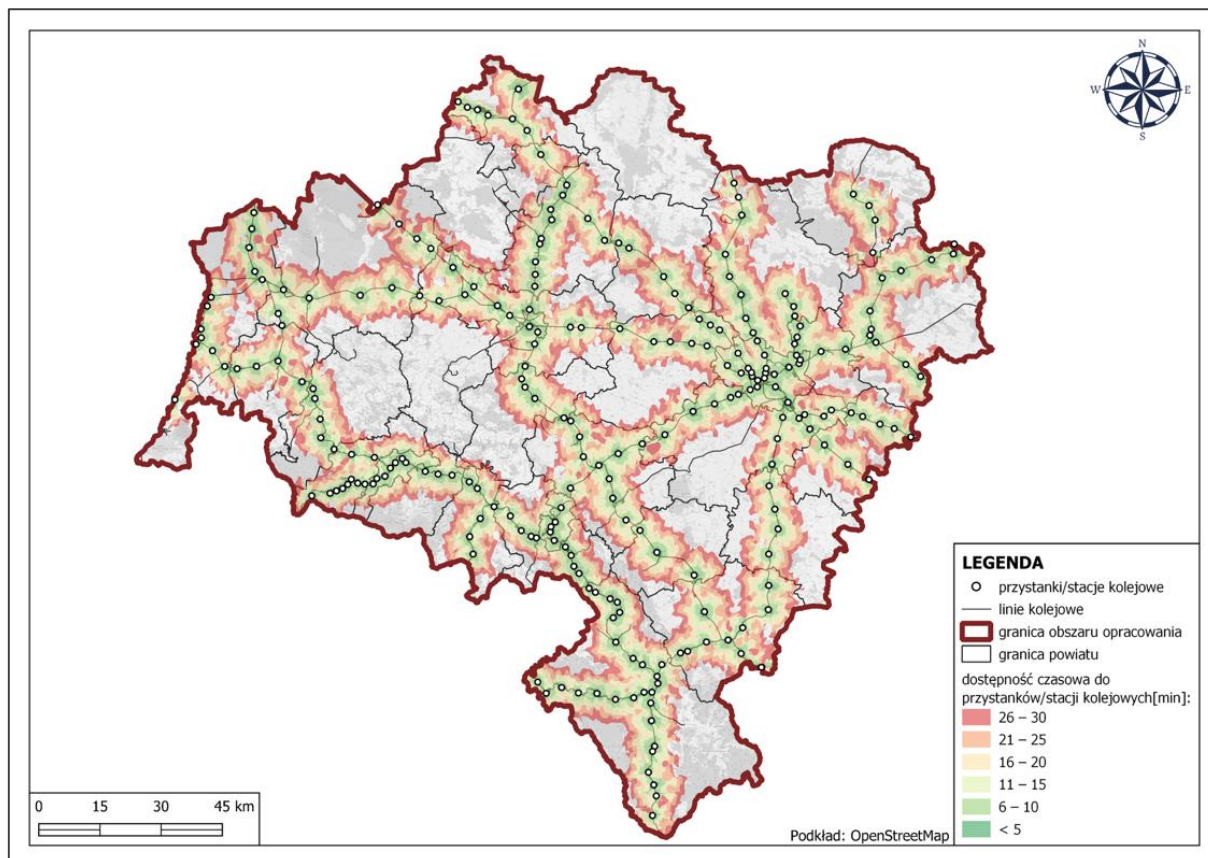 N
W
E
S
LEGENDA
przystanki/stacje kolejowe
linie kolejowe
granica obszaru opracowania
granica powiatu
dostępność czasowa do
przystanków/stacji kolejowych[min]:
26 – 30
21 – 25
16 – 20
11 – 15
6 – 10
< 5
0 15 30 45 km
Podkład: OpenStreetMap